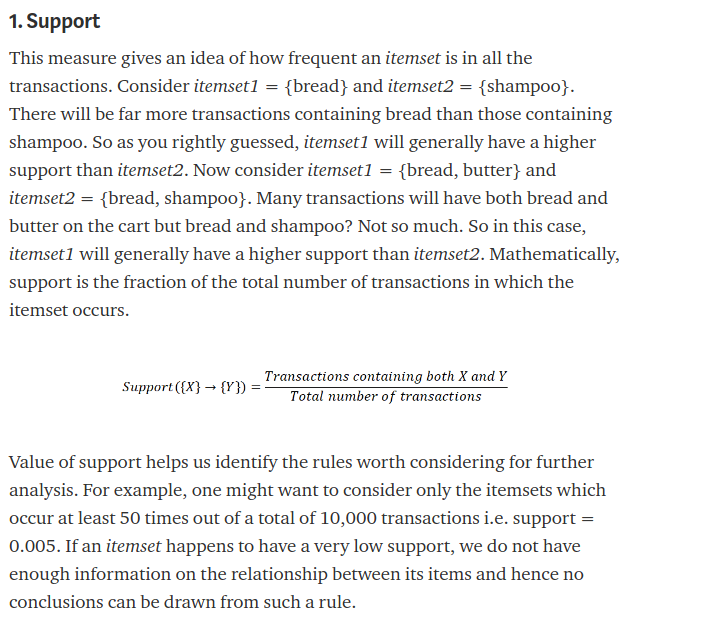 1. Support
This measure gives an idea of how frequent an itemset is in all the
transactions. Consider itemset1 = {bread} and itemset2 = {shampoo}.
There will be far more transactions containing bread than those containing
shampoo. So as you rightly guessed, itemset1 will generally have a higher
support than itemset2. Now consider itemset1 = {bread, butter} and
itemset2 = {bread, shampoo}. Many transactions will have both bread and
butter on the cart but bread and shampoo? Not so much. So in this case,
itemset1 will generally have a higher support than itemset2. Mathematically,
support is the fraction of the total number of transactions in which the
itemset occurs.
Transactions containing both X and Y
Support({X} → {Y}) =
Total number of transactions
Value of support helps us identify the rules worth considering for further
analysis. For example, one might want to consider only the itemsets which
occur at least 50 times out of a total of 10,000 transactions i.e. support =
0.005. If an itemset happens to have a very low support, we do not have
enough information on the relationship between its items and hence no
conclusions can be drawn from such a rule.